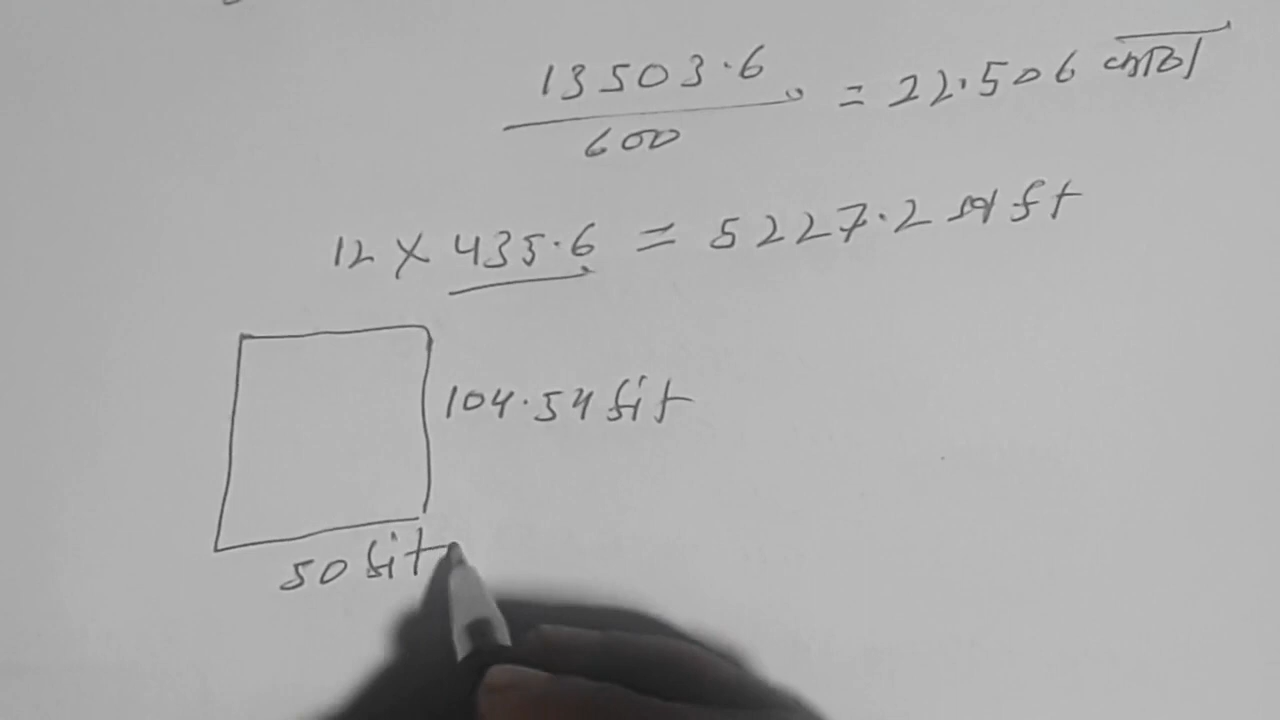 13503.6
600
= 22.506
12 × 435.6 = 5227.2 sq ft
104.54 fit
50 fit